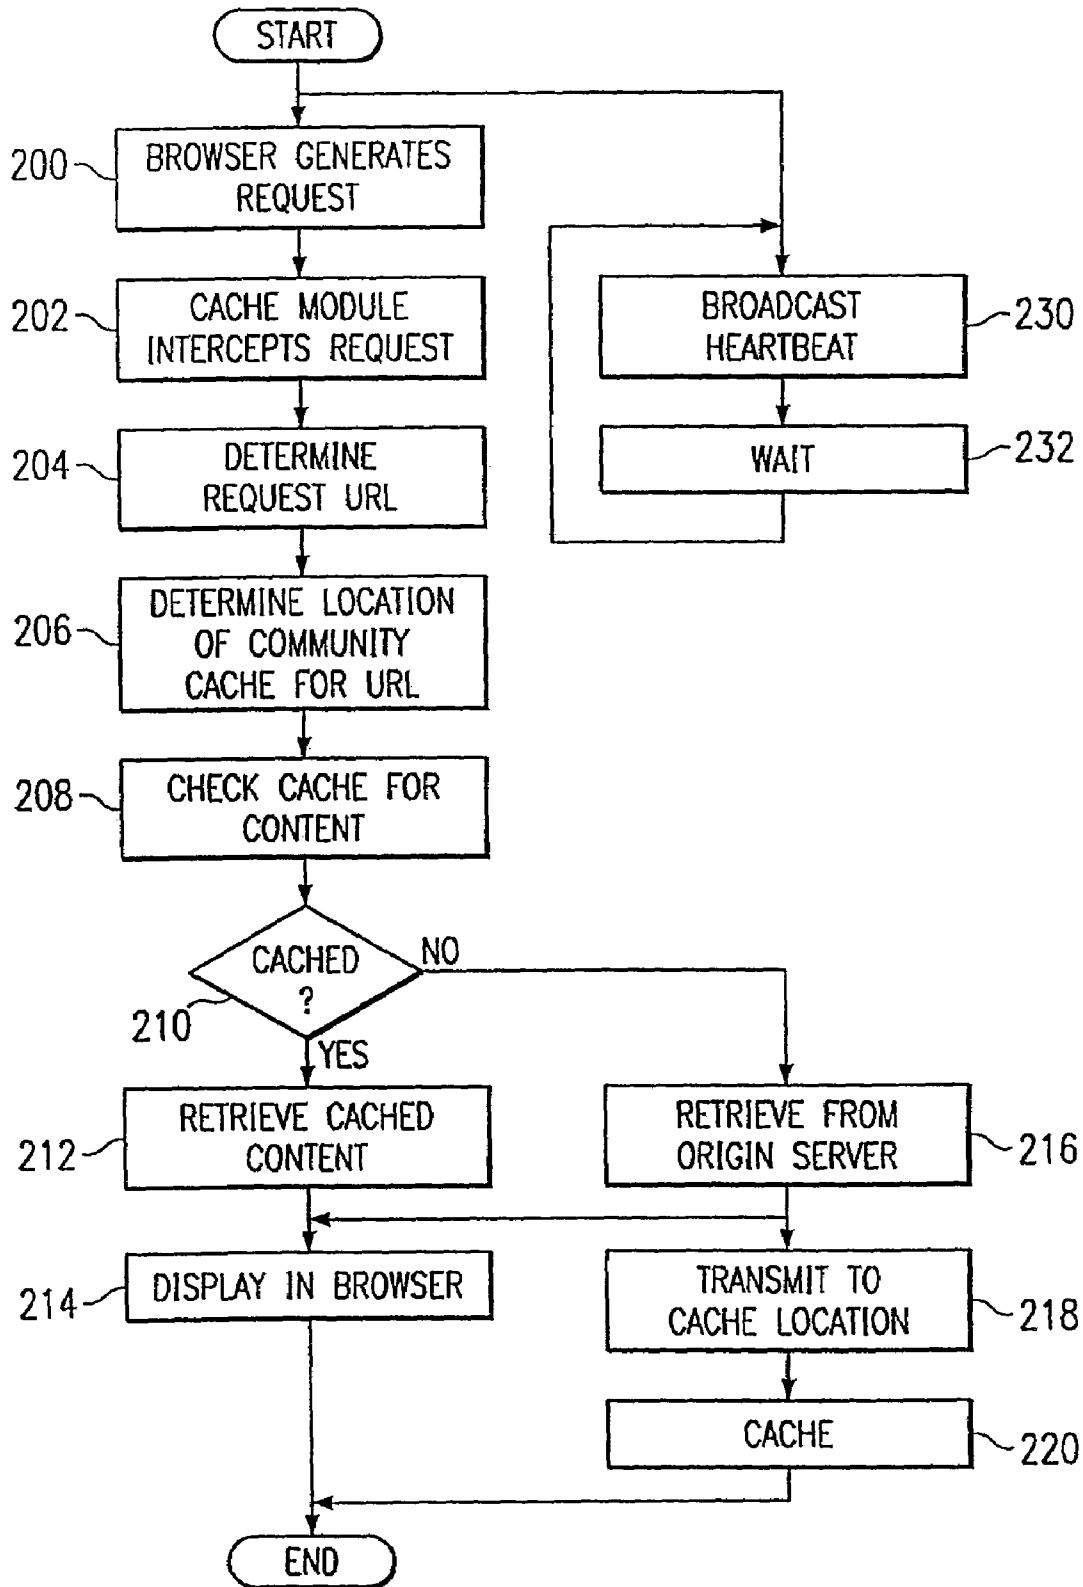 START
200
BROWSER GENERATES
REQUEST
202
CACHE MODULE
INTERCEPTS REQUEST
BROADCAST
HEARTBEAT
230
204
DETERMINE
REQUEST URL
WAIT
232
206
DETERMINE LOCATION
OF COMMUNITY
CACHE FOR URL
208
CHECK CACHE FOR
CONTENT
CACHED
?
210
NO
YES
212
RETRIEVE CACHED
CONTENT
RETRIEVE FROM
ORIGIN SERVER
216
214
DISPLAY IN BROWSER
TRANSMIT TO
CACHE LOCATION
218
CACHE
220
END